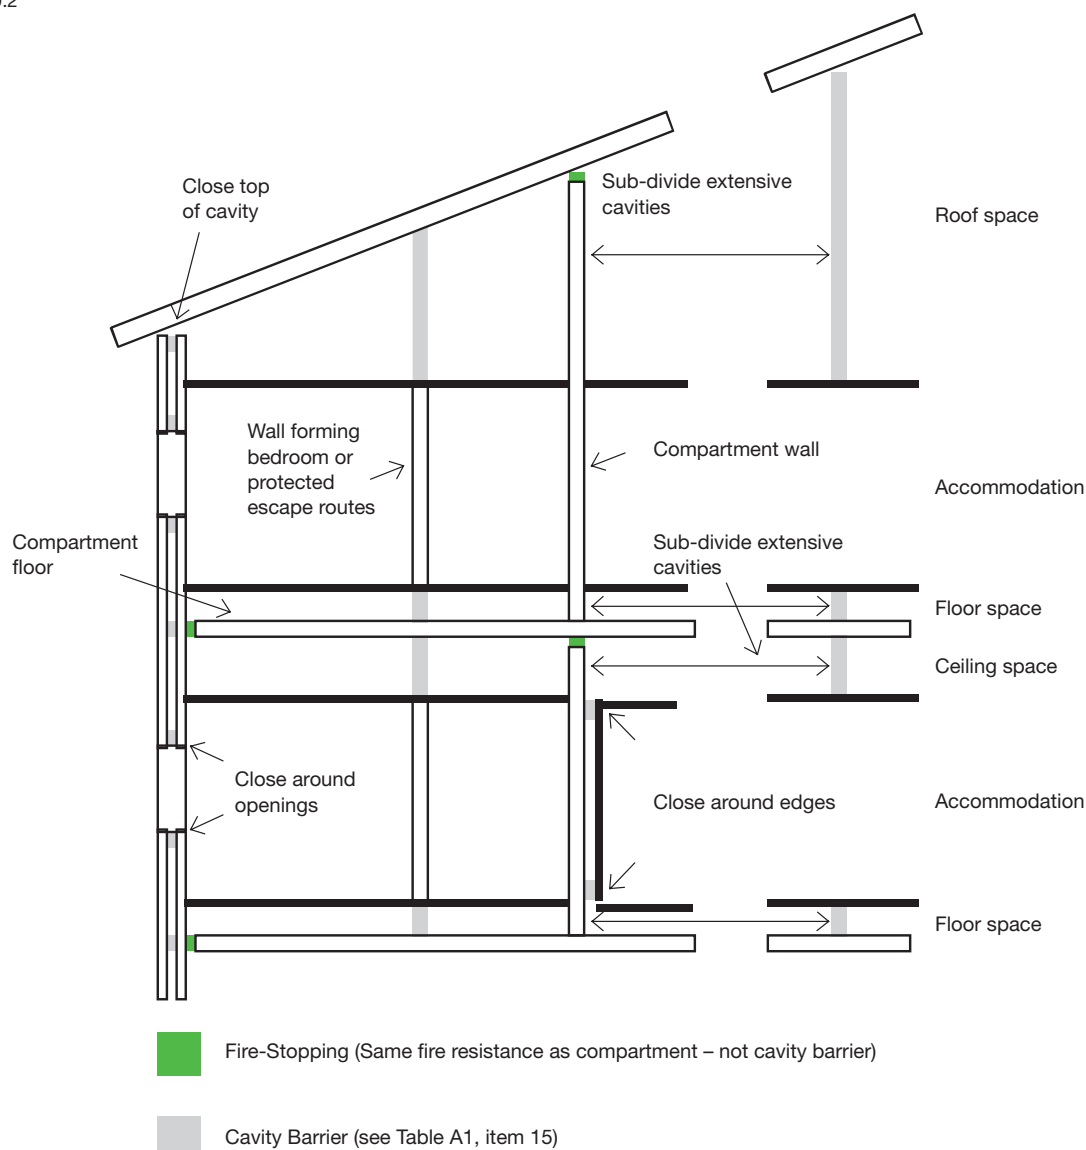 Close top
of cavity
Sub-divide extensive
cavities
Roof space
Wall forming
bedroom or
protected
escape routes
Compartment wall
Accommodation
Compartment
floor
Sub-divide extensive
cavities
Floor space
Ceiling space
Close around
openings
Close around edges
Accommodation
Floor space
Fire-Stopping (Same fire resistance as compartment – not cavity barrier)
Cavity Barrier (see Table A1, item 15)